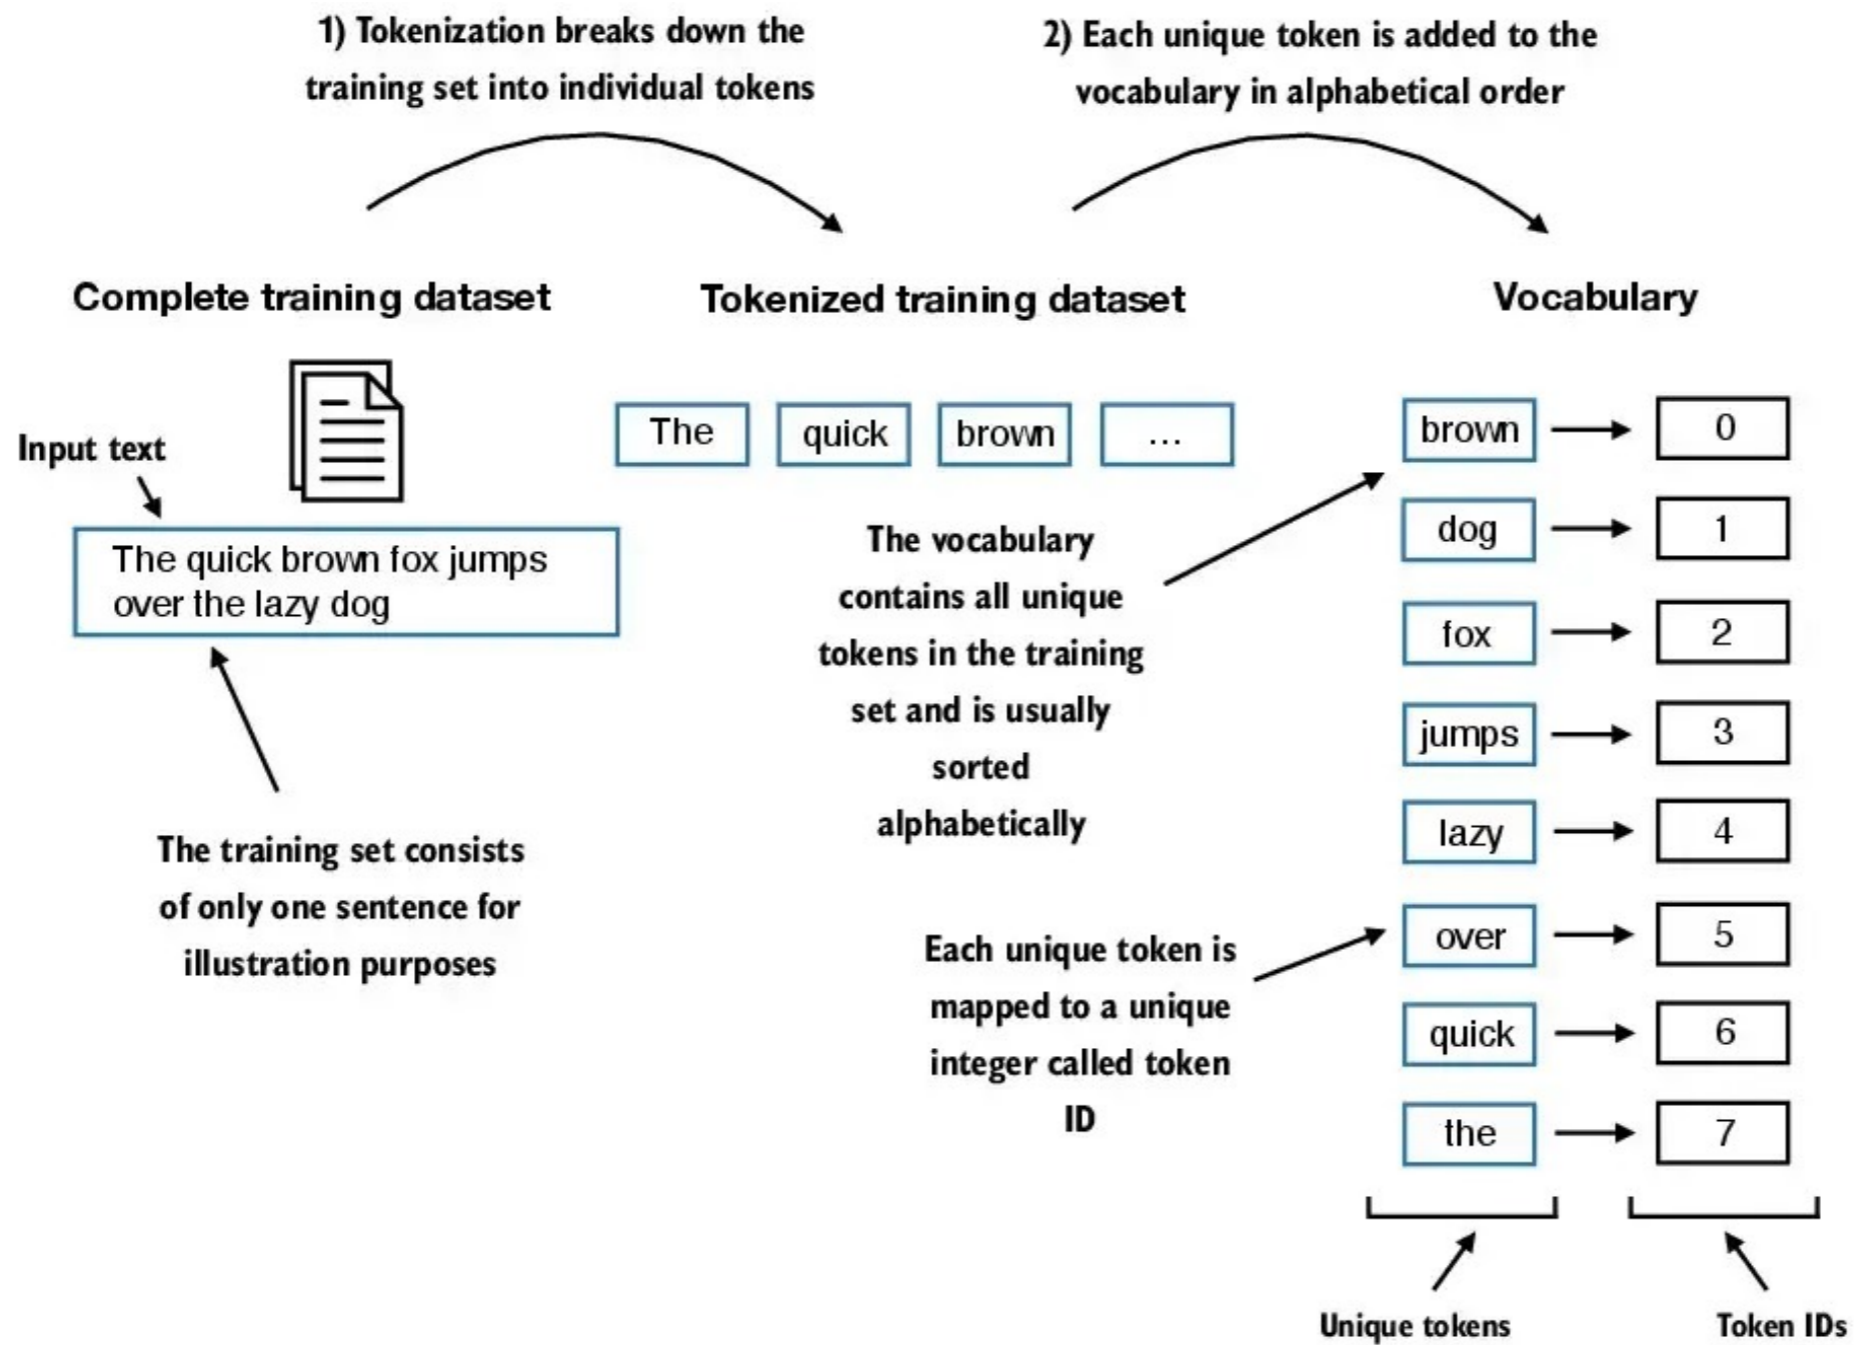 1) Tokenization breaks down the
training set into individual tokens
2) Each unique token is added to the
vocabulary in alphabetical order
Complete training dataset
Tokenized training dataset
Vocabulary
Input text
The quick brown fox jumps
over the lazy dog
The training set consists
of only one sentence for
illustration purposes
The quick brown ...
The vocabulary
contains all unique
tokens in the training
set and is usually
sorted
alphabetically
Each unique token is
mapped to a unique
integer called token
ID
brown 0
dog 1
fox 2
jumps 3
lazy 4
over 5
quick 6
the 7
Unique tokens
Token IDs